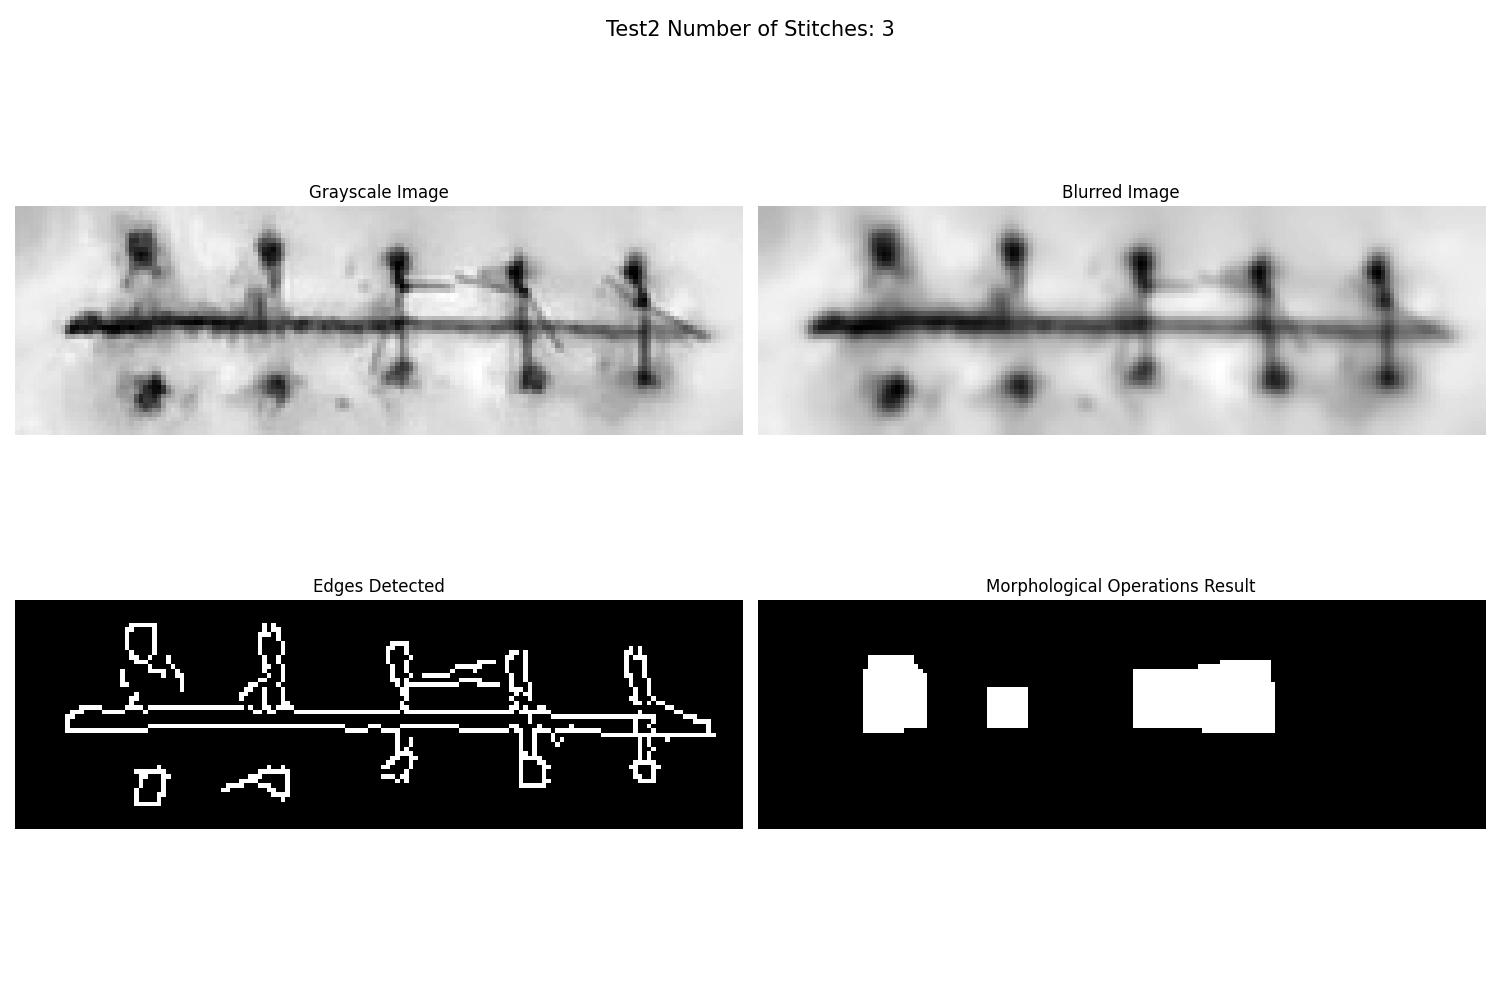 Test2 Number of Stitches: 3
Grayscale Image
Blurred Image
Edges Detected
Morphological Operations Result